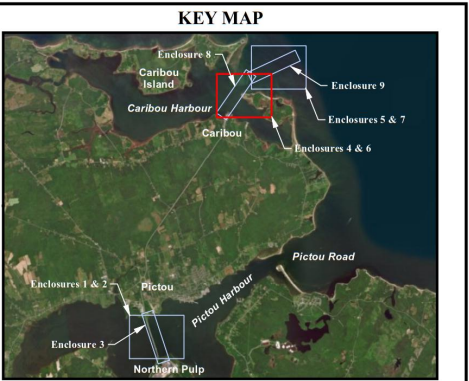 KEY MAP
Enclosure 8
Caribou
Island
Enclosure 9
Caribou Harbour
Enclosures 5 & 7
Caribou
Enclosures 4 & 6
Pictou Road
Enclosures 1 & 2
Pictou
Pictou Harbour
Enclosure 3
Northern Pulp